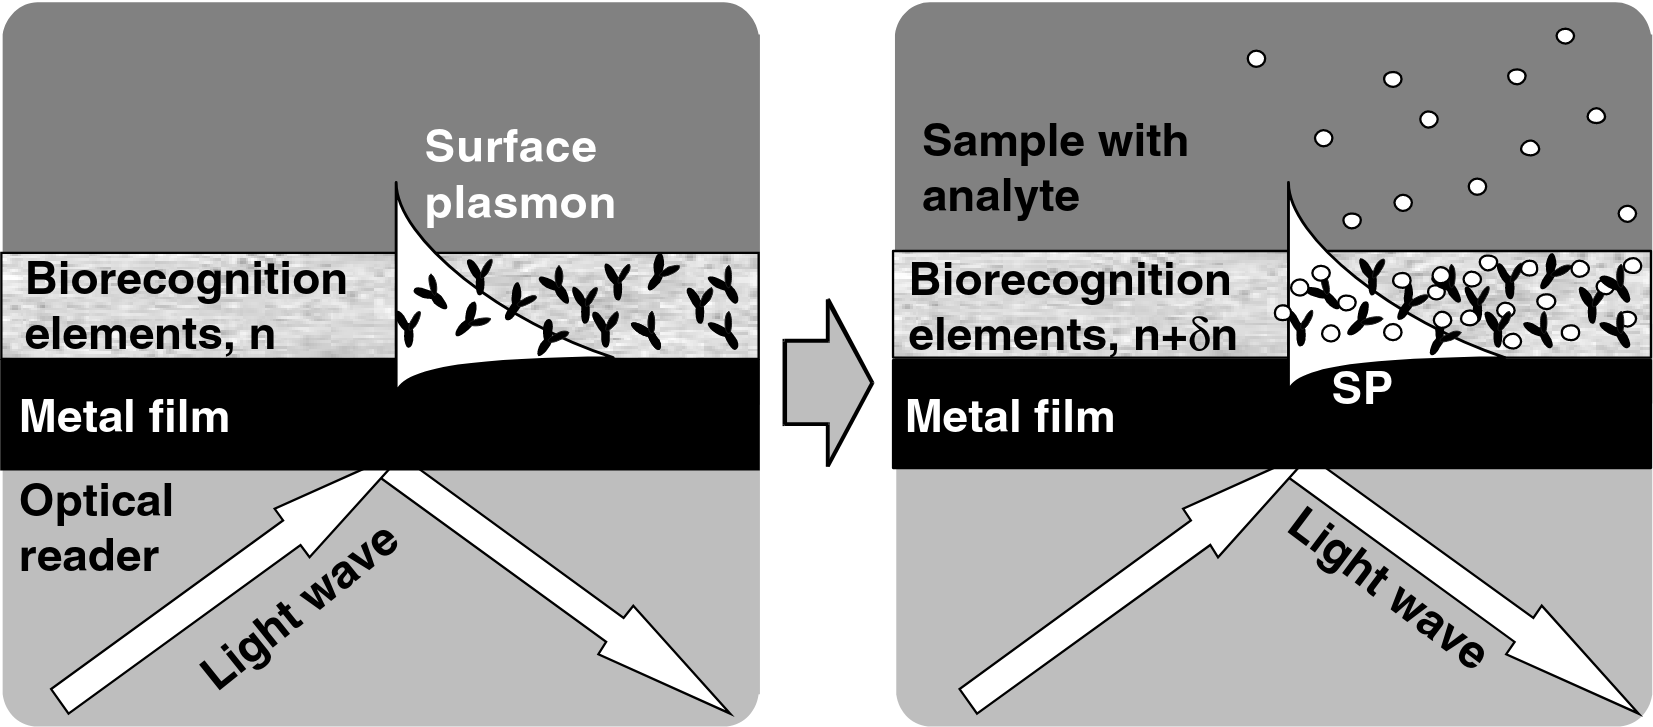 Surface
plasmon
Biorecognition
elements, n
Metal film
Optical
reader
Light wave
Sample with
analyte
Biorecognition
elements, n+δn
SP
Metal film
Light wave